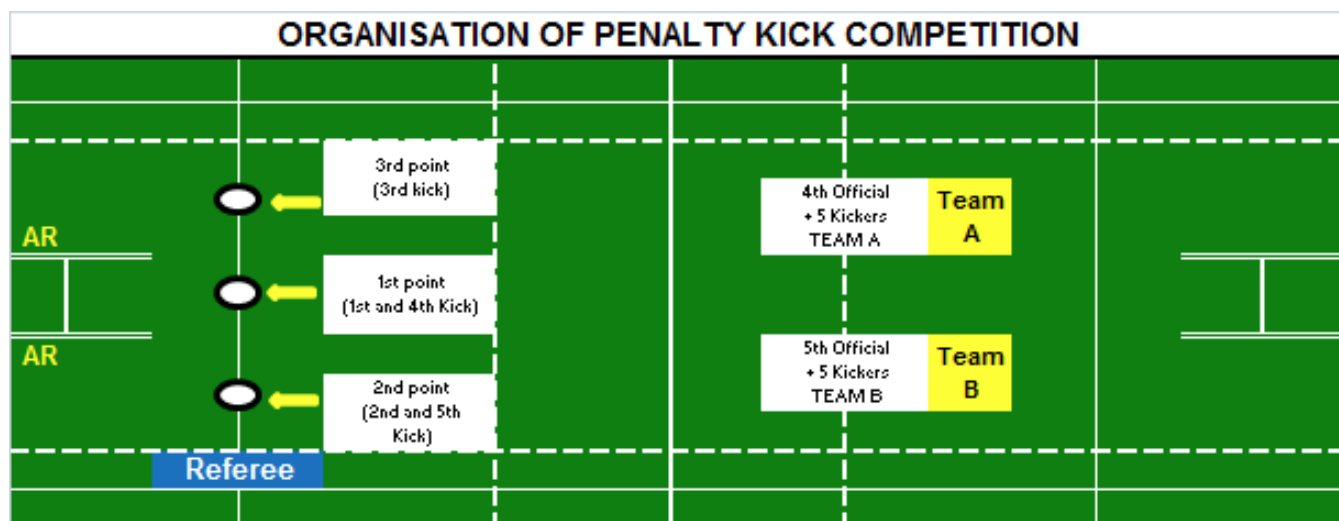 ORGANISATION OF PENALTY KICK COMPETITION
3rd point
(3rd kick)
4th Official
+ 5 Kickers
TEAM A
Team
A
AR
1st point
(1st and 4th Kick)
AR
5th Official
+ 5 Kickers
TEAM B
Team
B
2nd point
(2nd and 5th
Kick)
Referee